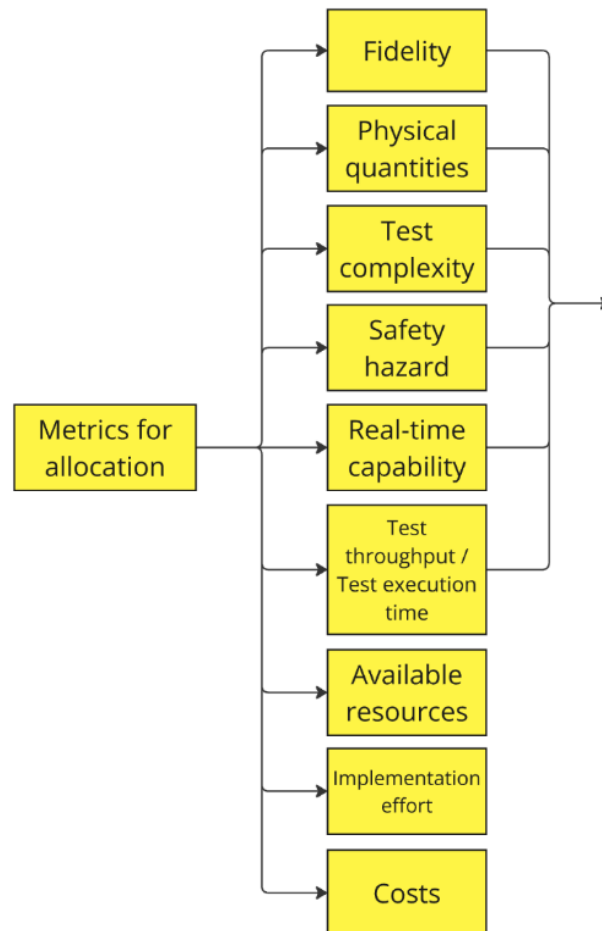 Fidelity
Physical
quantities
Test
complexity
Safety
hazard
Metrics for
allocation
Real-time
capability
Test
throughput /
Test execution
time
Available
resources
Implementation
effort
Costs